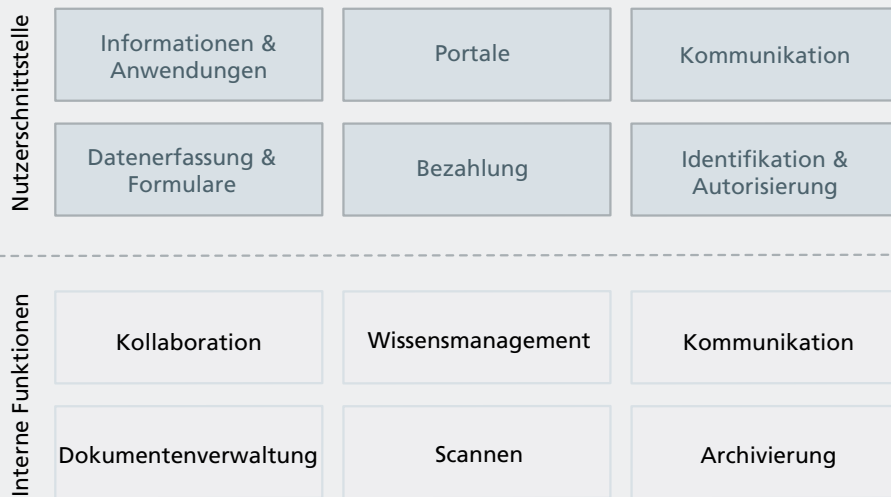 Nutzerschnittstelle
Informationen &
Anwendungen
Portale
Kommunikation
Datenerfassung &
Formulare
Bezahlung
Identifikation &
Autorisierung
Interne Funktionen
Kollaboration
Wissensmanagement
Kommunikation
Dokumentenverwaltung
Scannen
Archivierung